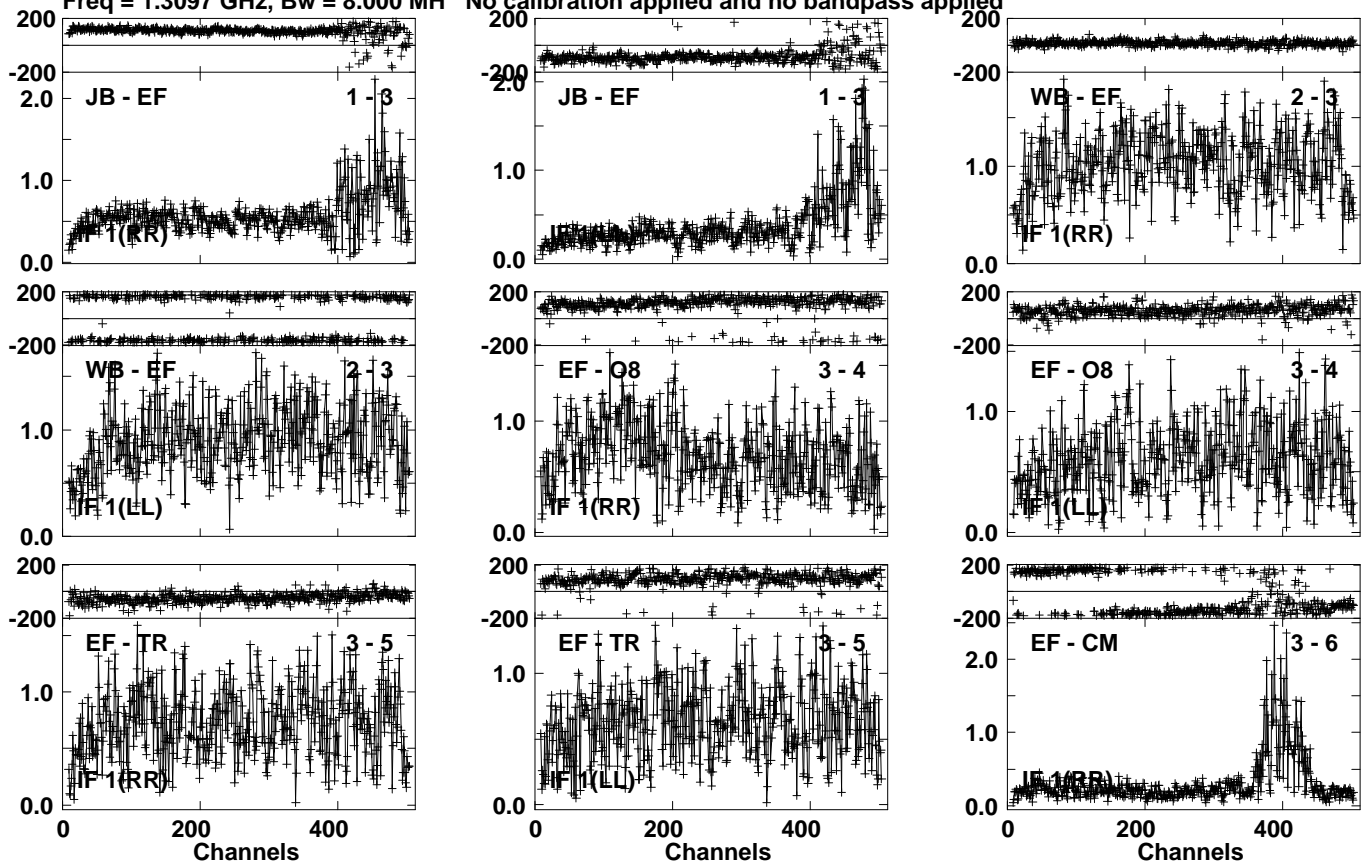 Freq = 1.3097 GHz, Bw = 8.000 MH No calibration applied and no bandpass applied
200
-200
JB - EF 1 - 3
2.0
1.0
IF 1(RR)
0.0
200
-200
JB - EF 1 - 3
2.0
1.0
0.0
200
-200
WB - EF 2 - 3
1.0
IF 1(RR)
0.0
200
-200
WB - EF 2 - 3
1.0
IF 1(LL)
0.0
200
-200
EF - O8 3 - 4
1.0
IF 1(RR)
0.0
200
-200
EF - O8 3 - 4
1.0
IF 1(LL)
0.0
200
-200
EF - TR 3 - 5
1.0
IF 1(RR)
0.0
0 200 400
Channels
200
-200
EF - TR 3 - 5
1.0
IF 1(LL)
0.0
0 200 400
Channels
200
-200
EF - CM 3 - 6
2.0
1.0
IF 1(RR)
0.0
0 200 400
Channels